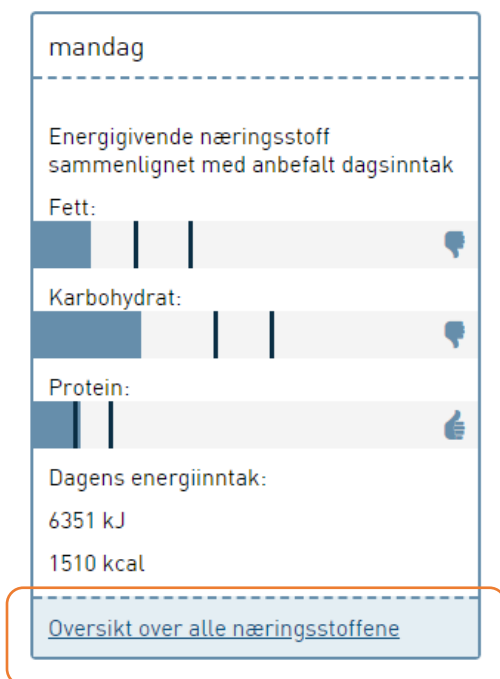 mandag
Energigivende næringsstoff
sammenlignet med anbefalt dagsinntak
Fett:
Karbohydrat:
Protein:
Dagens energiinntak:
6351 kJ
1510 kcal
Oversikt over alle næringsstoffene